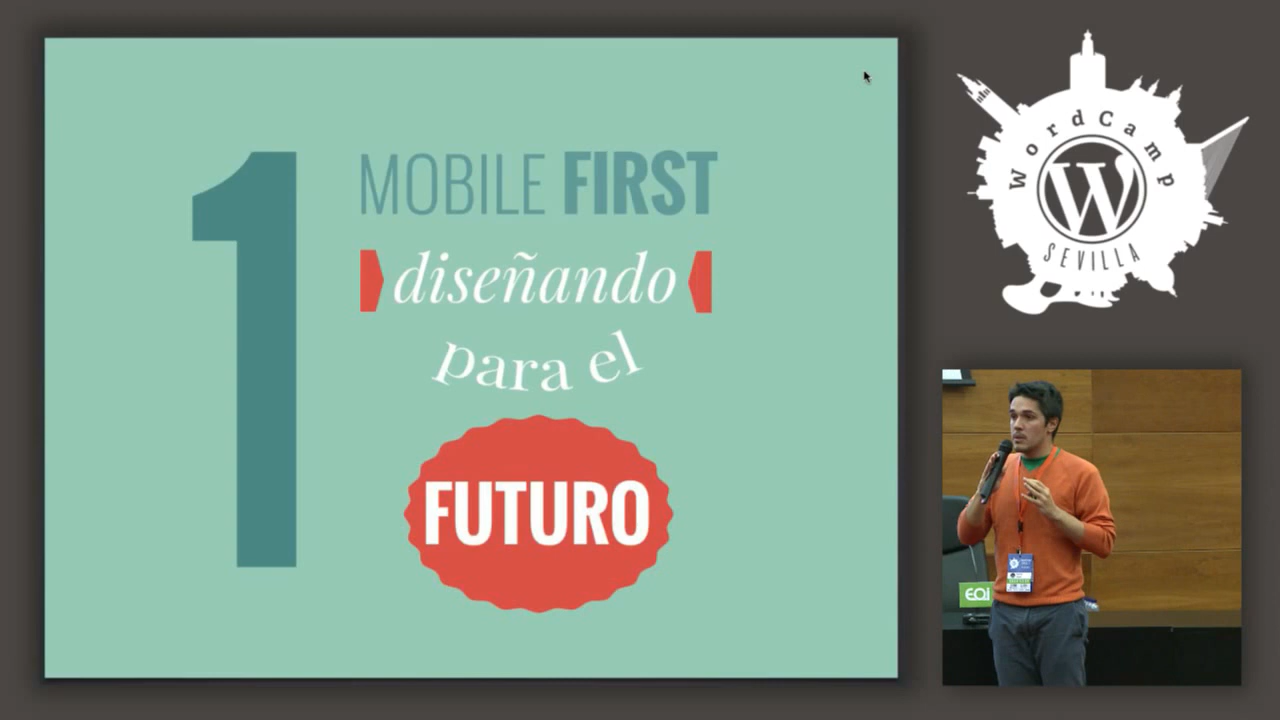 1
MOBILE FIRST
diseñando
para el
FUTURO
WordCamp
W
SEVILLA
EOI